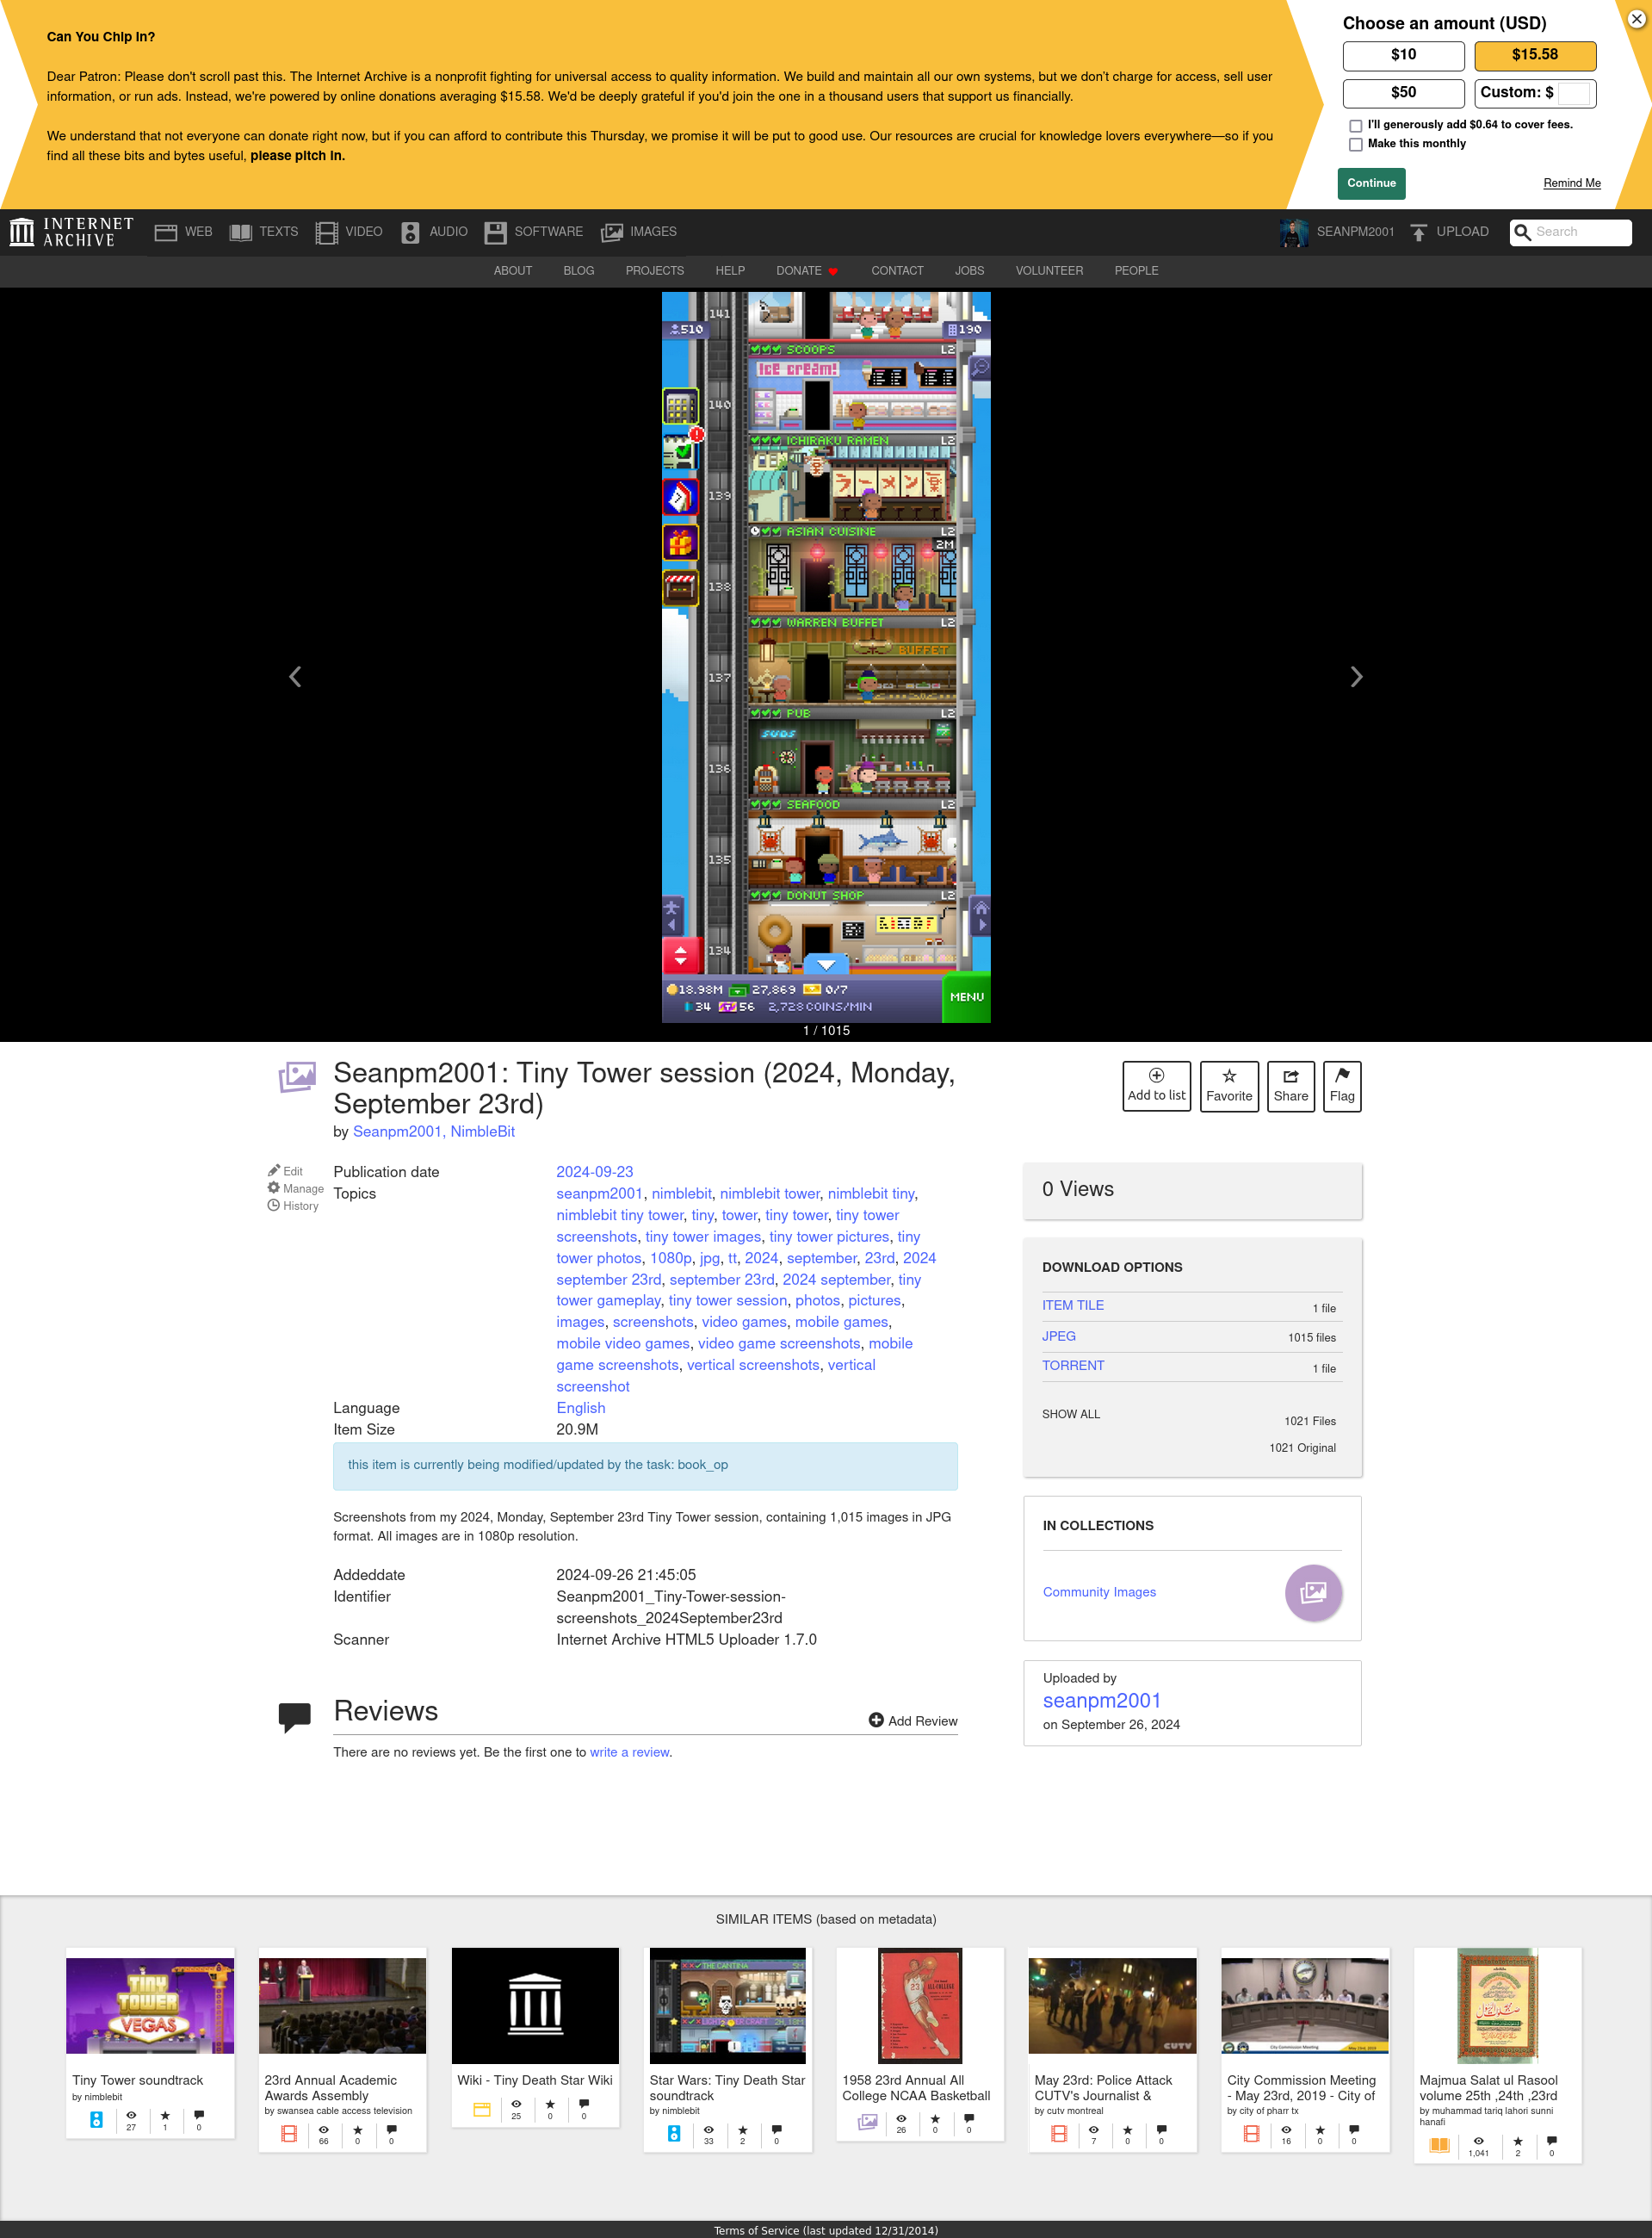 Can You Chip In?
Dear Patron: Please don't scroll past this. The Internet Archive is a nonprofit fighting for universal access to quality information. We build and maintain all our own systems, but we don't charge for access, sell user
information, or run ads. Instead, we're powered by online donations averaging $15.58. We'd be deeply grateful if you'd join the one in a thousand users that support us financially.
We understand that not everyone can donate right now, but if you can afford to contribute this Thursday, we promise it will be put to good use. Our resources are crucial for knowledge lovers everywhere—so if you
find all these bits and bytes useful, please pitch in.
Choose an amount (USD)
$10
$15.58
$50
Custom: $
I'll generously add $0.64 to cover fees.
Make this monthly
Continue
Remind Me
INTERNET
ARCHIVE
WEB
TEXTS
VIDEO
AUDIO
SOFTWARE
IMAGES
SEANPM2001
UPLOAD
Search
ABOUT
BLOG
PROJECTS
HELP
DONATE
CONTACT
JOBS
VOLUNTEER
PEOPLE
141
510
190
SCOOPS L2
Ice cream!
140
ICHIRAKU RAMEN L2
ラーメン
139
ASIAN CUISINE L2
2M
138
WARREN BUFFET L2
BUFFET
137
PUB L2
SUDS
136
SEAFOOD L2
135
DONUT SHOP L2
134
18.98M 27,869 0/7
34 56 2,728 COINS/MIN
MENU
1 / 1015
Seanpm2001: Tiny Tower session (2024, Monday,
September 23rd)
by Seanpm2001, NimbleBit
Add to list
Favorite
Share
Flag
Edit
Manage
History
Publication date 2024-09-23
Topics seanpm2001, nimblebit, nimblebit tower, nimblebit tiny,
nimblebit tiny tower, tiny, tower, tiny tower, tiny tower
screenshots, tiny tower images, tiny tower pictures, tiny
tower photos, 1080p, jpg, tt, 2024, september, 23rd, 2024
september 23rd, september 23rd, 2024 september, tiny
tower gameplay, tiny tower session, photos, pictures,
images, screenshots, video games, mobile games,
mobile video games, video game screenshots, mobile
game screenshots, vertical screenshots, vertical
screenshot
Language English
Item Size 20.9M
this item is currently being modified/updated by the task: book_op
Screenshots from my 2024, Monday, September 23rd Tiny Tower session, containing 1,015 images in JPG
format. All images are in 1080p resolution.
Addeddate 2024-09-26 21:45:05
Identifier Seanpm2001_Tiny-Tower-session-
screenshots_2024September23rd
Scanner Internet Archive HTML5 Uploader 1.7.0
Reviews
Add Review
There are no reviews yet. Be the first one to write a review.
0 Views
DOWNLOAD OPTIONS
ITEM TILE 1 file
JPEG 1015 files
TORRENT 1 file
SHOW ALL 1021 Files
1021 Original
IN COLLECTIONS
Community Images
Uploaded by
seanpm2001
on September 26, 2024
SIMILAR ITEMS (based on metadata)
TINY
TOWER
VEGAS
Tiny Tower soundtrack
by nimblebit
27 1 0
23rd Annual Academic
Awards Assembly
by swansea cable access television
66 0 0
Wiki - Tiny Death Star Wiki
25 0 0
THE CANTINA
Star Wars: Tiny Death Star
soundtrack
by nimblebit
33 2 0
1958 23rd Annual All
College NCAA Basketball
26 0 0
CUTV
May 23rd: Police Attack
CUTV's Journalist &
by cutv montreal
7 0 0
City Commission Meeting
City Commission Meeting
- May 23rd, 2019 - City of
by city of pharr tx
16 0 0
Majmua Salat ul Rasool
volume 25th ,24th ,23rd
by muhammad tariq lahori sunni
hanafi
1,041 2 0
Terms of Service (last updated 12/31/2014)